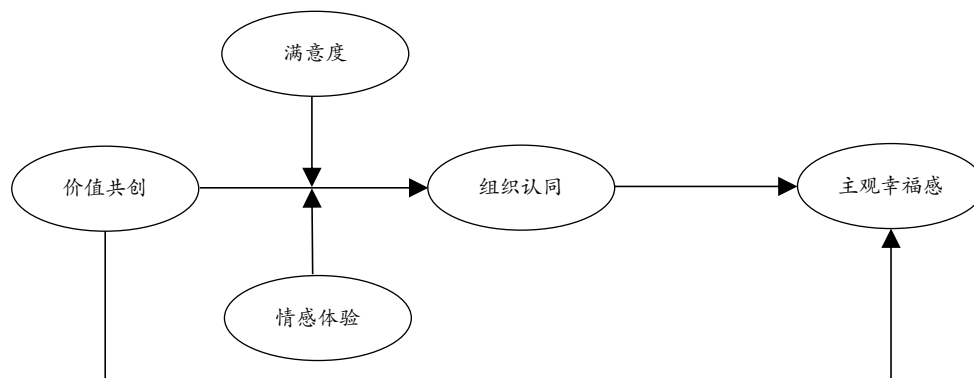 满意度
价值共创
组织认同
主观幸福感
情感体验